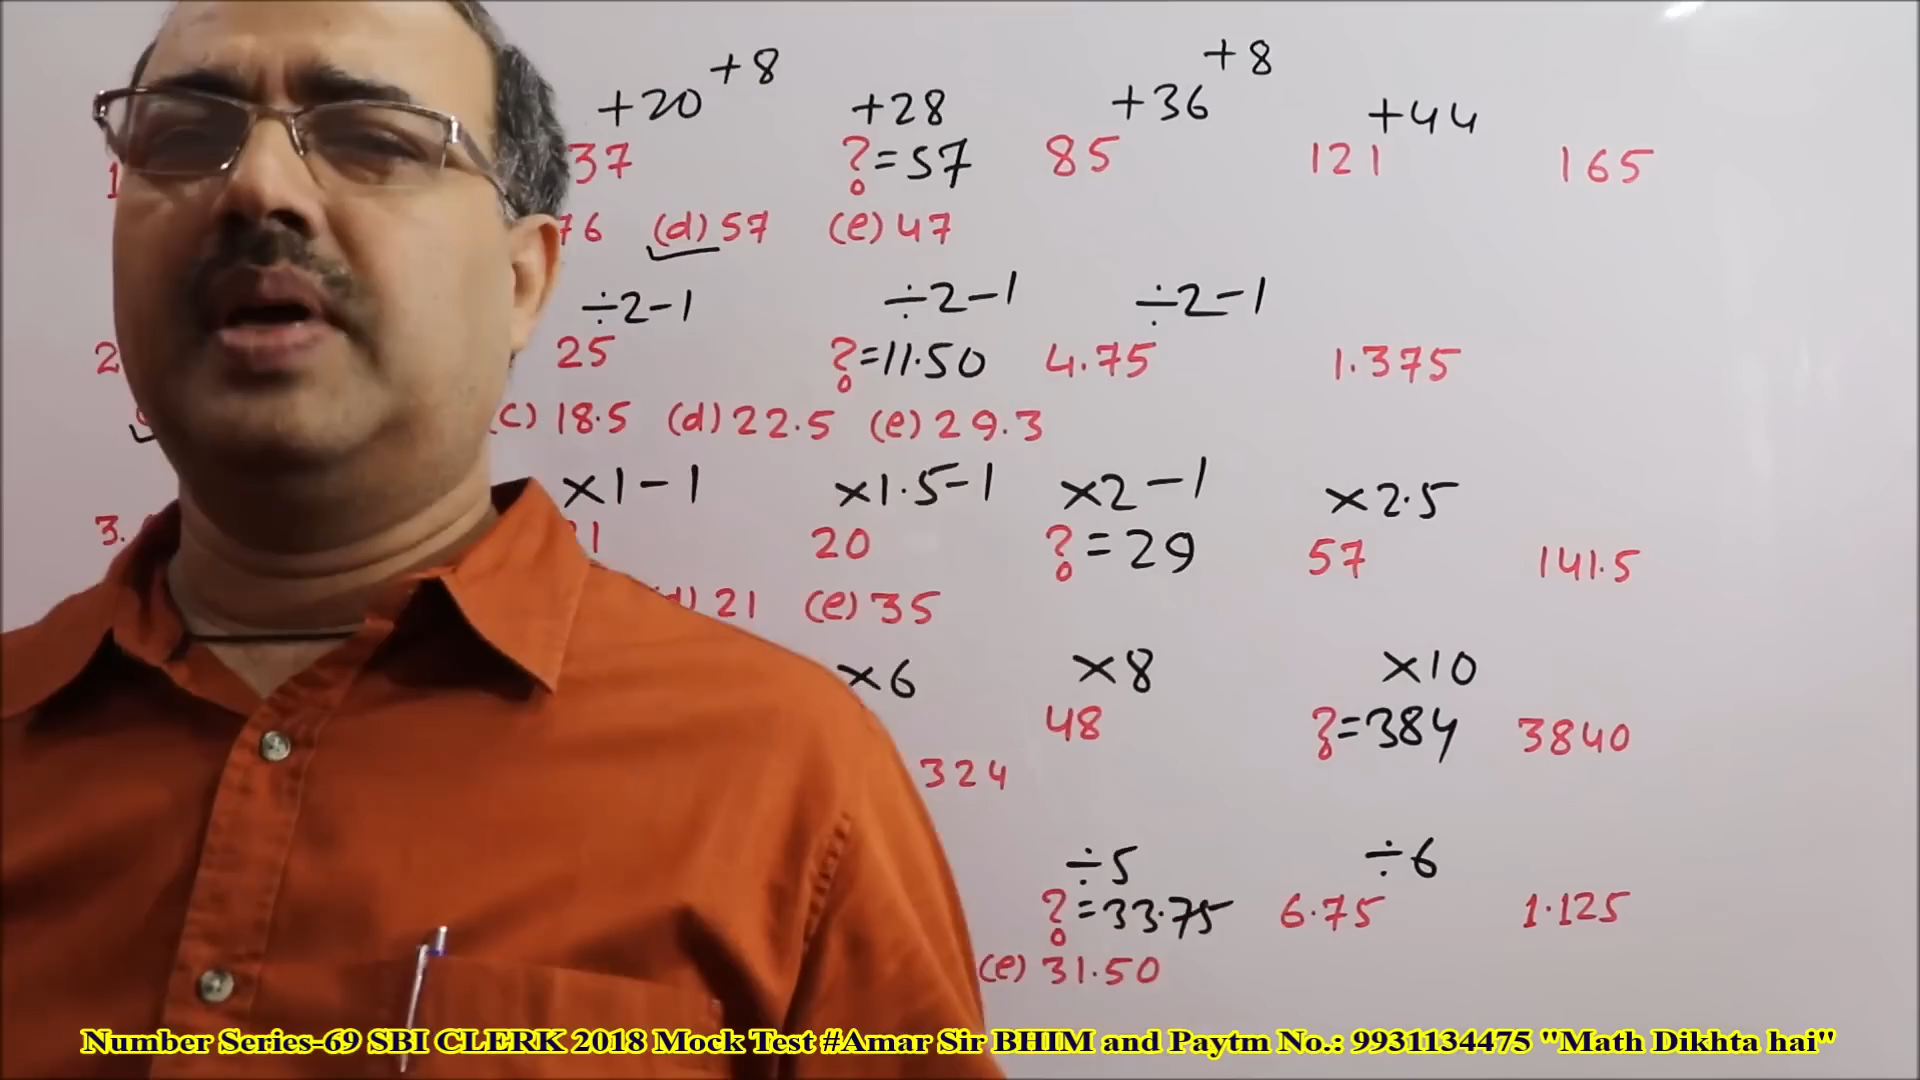 +8 +8
+20 +28 +36 +44
1 37 ?=57 85 121 165
76 (d) 57 (e) 47
÷2-1 ÷2-1 ÷2-1
2 25 ?=11.50 4.75 1.375
(c) 18.5 (d) 22.5 (e) 29.3
×1-1 ×1.5-1 ×2-1 ×2.5
3. 1 20 ?=29 57 141.5
(d) 21 (e) 35
×6 ×8 ×10
48 ?=384 3840
324
÷5 ÷6
?=33.75 6.75 1.125
(e) 31.50
Number Series-69 SBI CLERK 2018 Mock Test #Amar Sir BHIM and Paytm No.: 9931134475 "Math Dikhta hai"